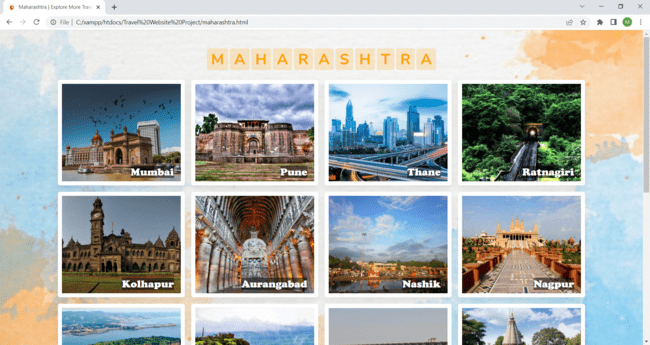 Maharashtra | Explore More Trav
File | C:/xampp/htdocs/Travel%20Website%20Project/maharashtra.html
M
MAHARASHTRA
Mumbai Pune Thane Ratnagiri
Kolhapur Aurangabad Nashik Nagpur